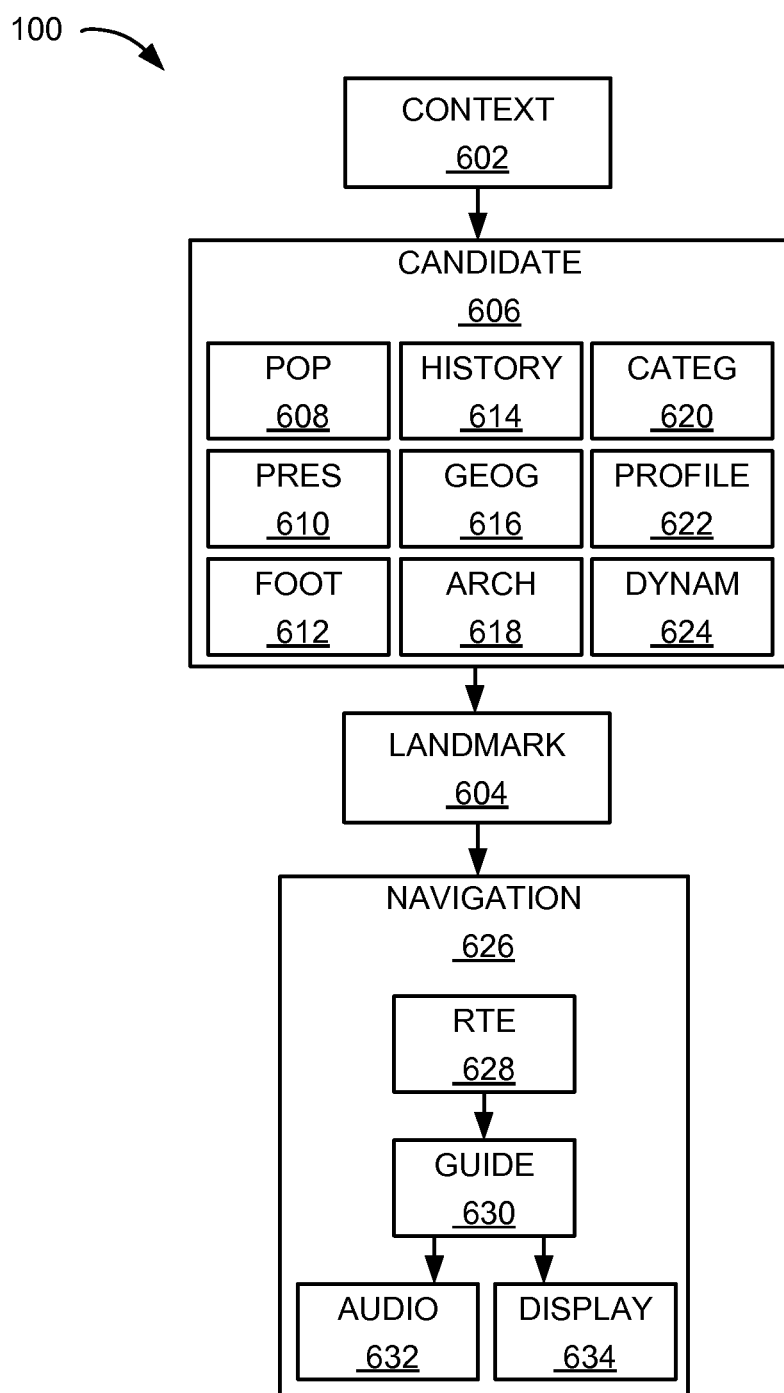 100
CONTEXT
602
CANDIDATE
606
POP
608
HISTORY
614
CATEG
620
PRES
610
GEOG
616
PROFILE
622
FOOT
612
ARCH
618
DYNAM
624
LANDMARK
604
NAVIGATION
626
RTE
628
GUIDE
630
AUDIO
632
DISPLAY
634